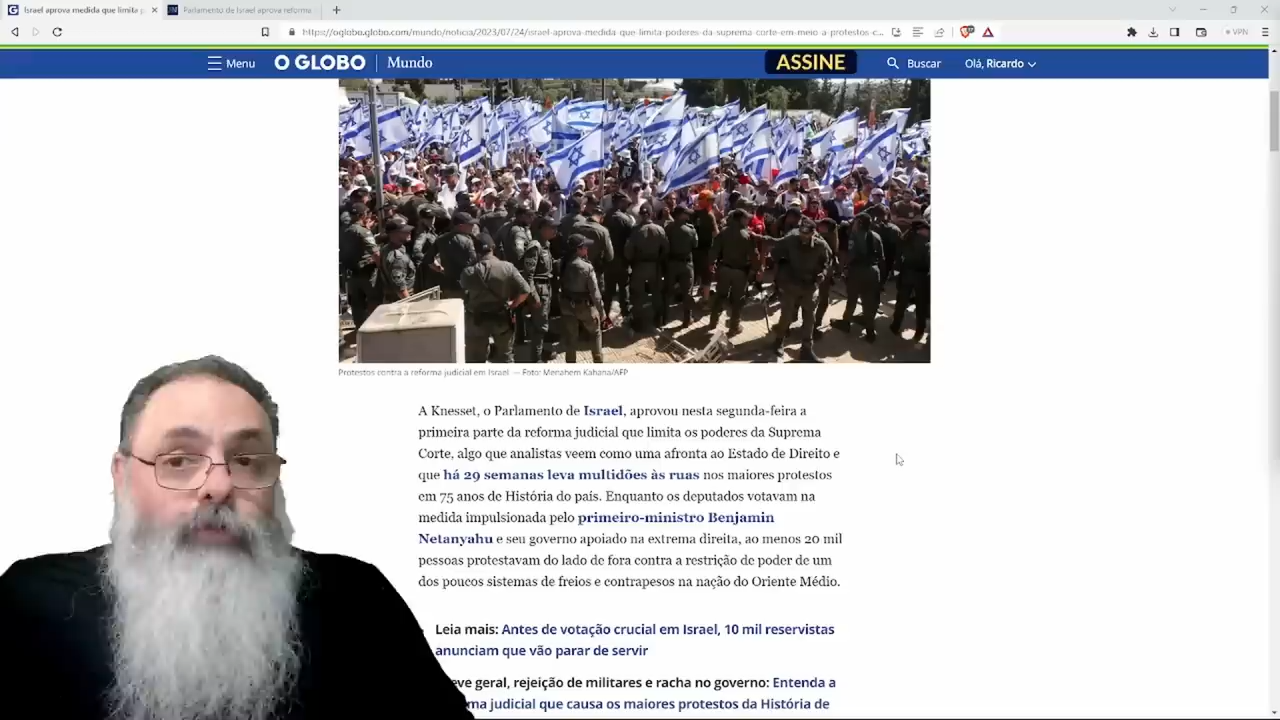 Israel aprova medida que limita p
Parlamento de Israel aprova reforma
https://oglobo.globo.com/mundo/noticia/2023/07/24/israel-aprova-medida-que-limita-poderes-da-suprema-corte-em-meio-a-protestos-c...
VPN
Menu
O GLOBO
Mundo
ASSINE
Buscar
Olá, Ricardo
Protestos contra a reforma judicial em Israel — Foto: Menahem Kahana/AFP
A Knesset, o Parlamento de Israel, aprovou nesta segunda-feira a
primeira parte da reforma judicial que limita os poderes da Suprema
Corte, algo que analistas veem como uma afronta ao Estado de Direito e
que há 29 semanas leva multidões às ruas nos maiores protestos
em 75 anos de História do país. Enquanto os deputados votavam na
medida impulsionada pelo primeiro-ministro Benjamin
Netanyahu e seu governo apoiado na extrema direita, ao menos 20 mil
pessoas protestavam do lado de fora contra a restrição de poder de um
dos poucos sistemas de freios e contrapesos na nação do Oriente Médio.
Leia mais: Antes de votação crucial em Israel, 10 mil reservistas
anunciam que vão parar de servir
eve geral, rejeição de militares e racha no governo: Entenda a
ma judicial que causa os maiores protestos da História de